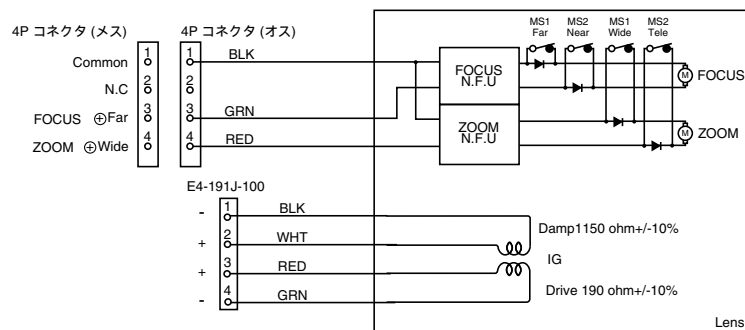 4P コネクタ (メス)
4P コネクタ (オス)
MS1 Far
MS2 Near
MS1 Wide
MS2 Tele
Common
N.C
FOCUS ⊕Far
ZOOM ⊕Wide
1
2
3
4
1
2
3
4
BLK
GRN
RED
FOCUS
N.F.U
ZOOM
N.F.U
M FOCUS
M ZOOM
E4-191J-100
- 1 BLK
+ 2 WHT
+ 3 RED
- 4 GRN
Damp1150 ohm+/-10%
IG
Drive 190 ohm+/-10%
Lens